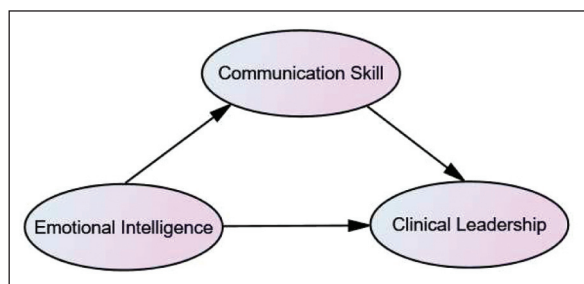 Communication Skill
Emotional Intelligence
Clinical Leadership